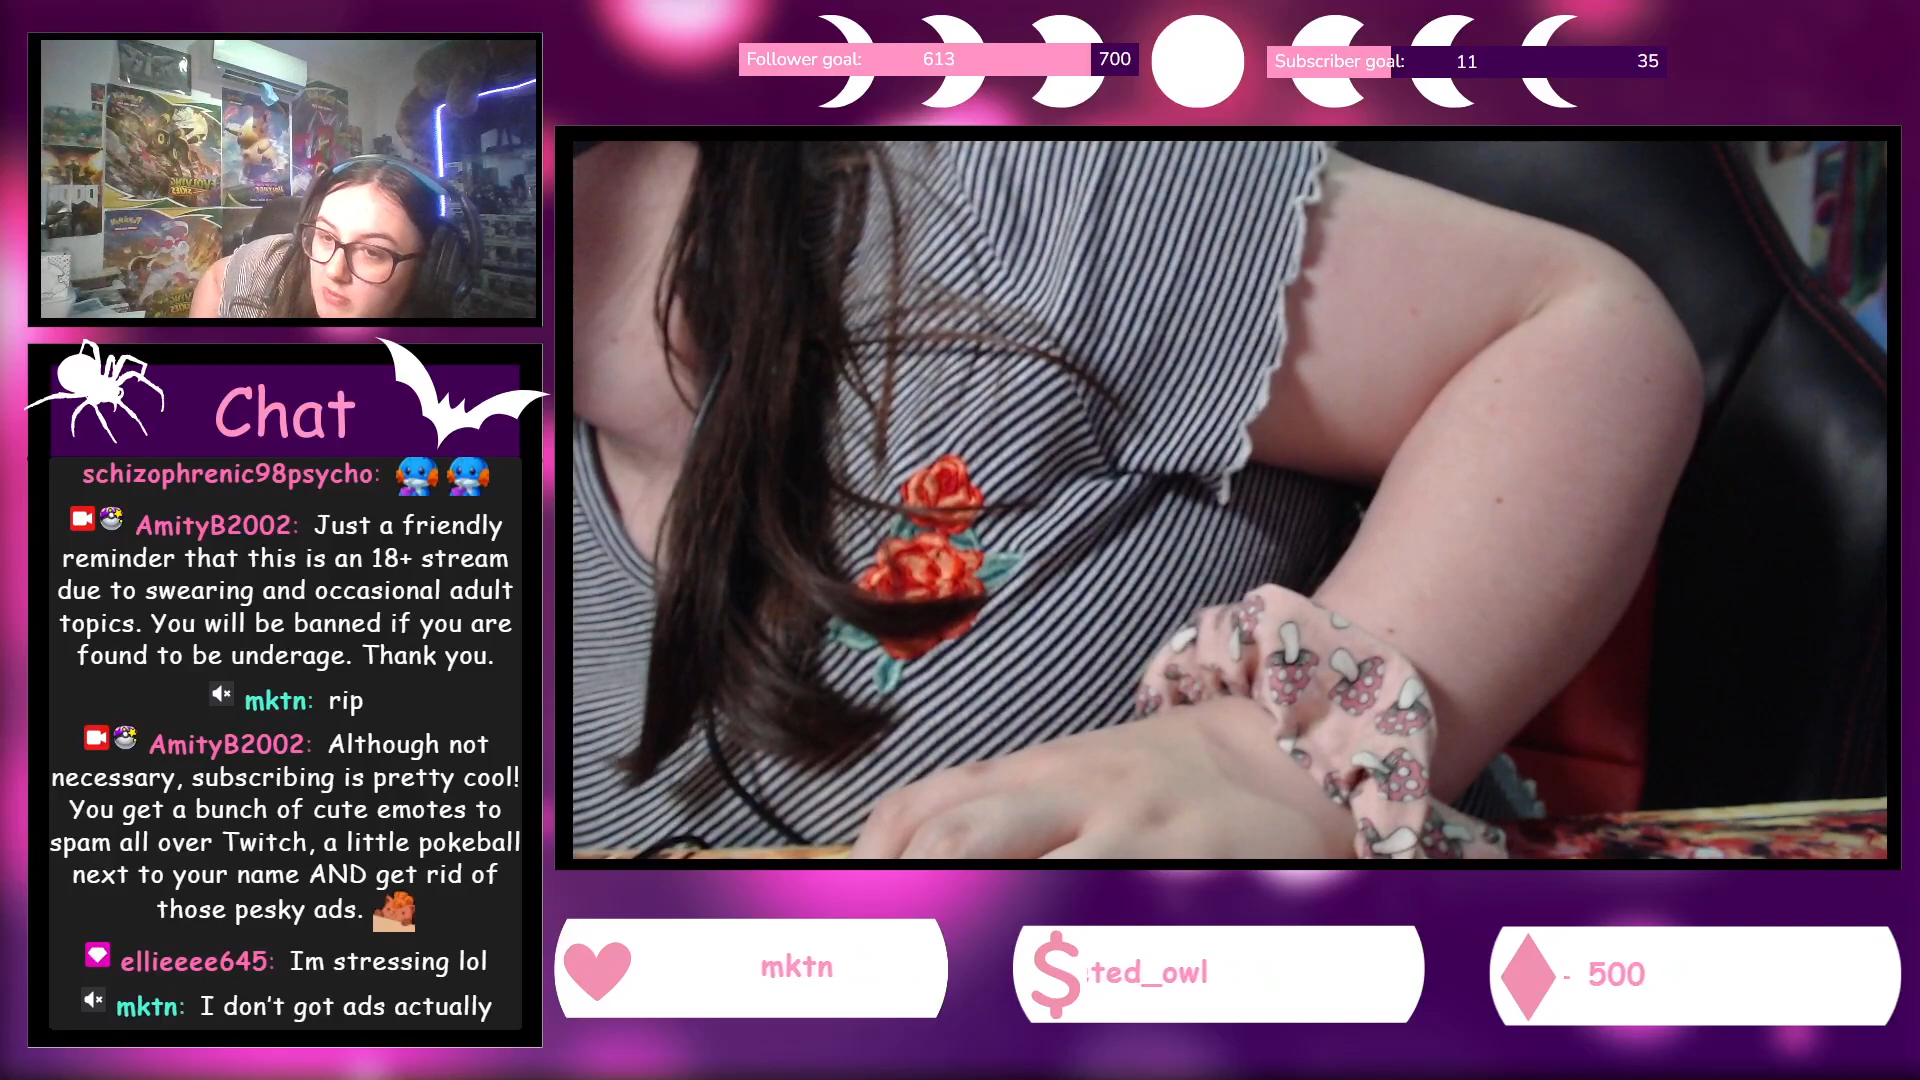 Follower goal: 613 700
Subscriber goal: 11 35
Chat
schizophrenic98psycho:
AmityB2002: Just a friendly
reminder that this is an 18+ stream
due to swearing and occasional adult
topics. You will be banned if you are
found to be underage. Thank you.
mktn: rip
AmityB2002: Although not
necessary, subscribing is pretty cool!
You get a bunch of cute emotes to
spam all over Twitch, a little pokeball
next to your name AND get rid of
those pesky ads.
ellieeee645: Im stressing lol
mktn: I don't got ads actually
mktn
$ ted_owl
- 500